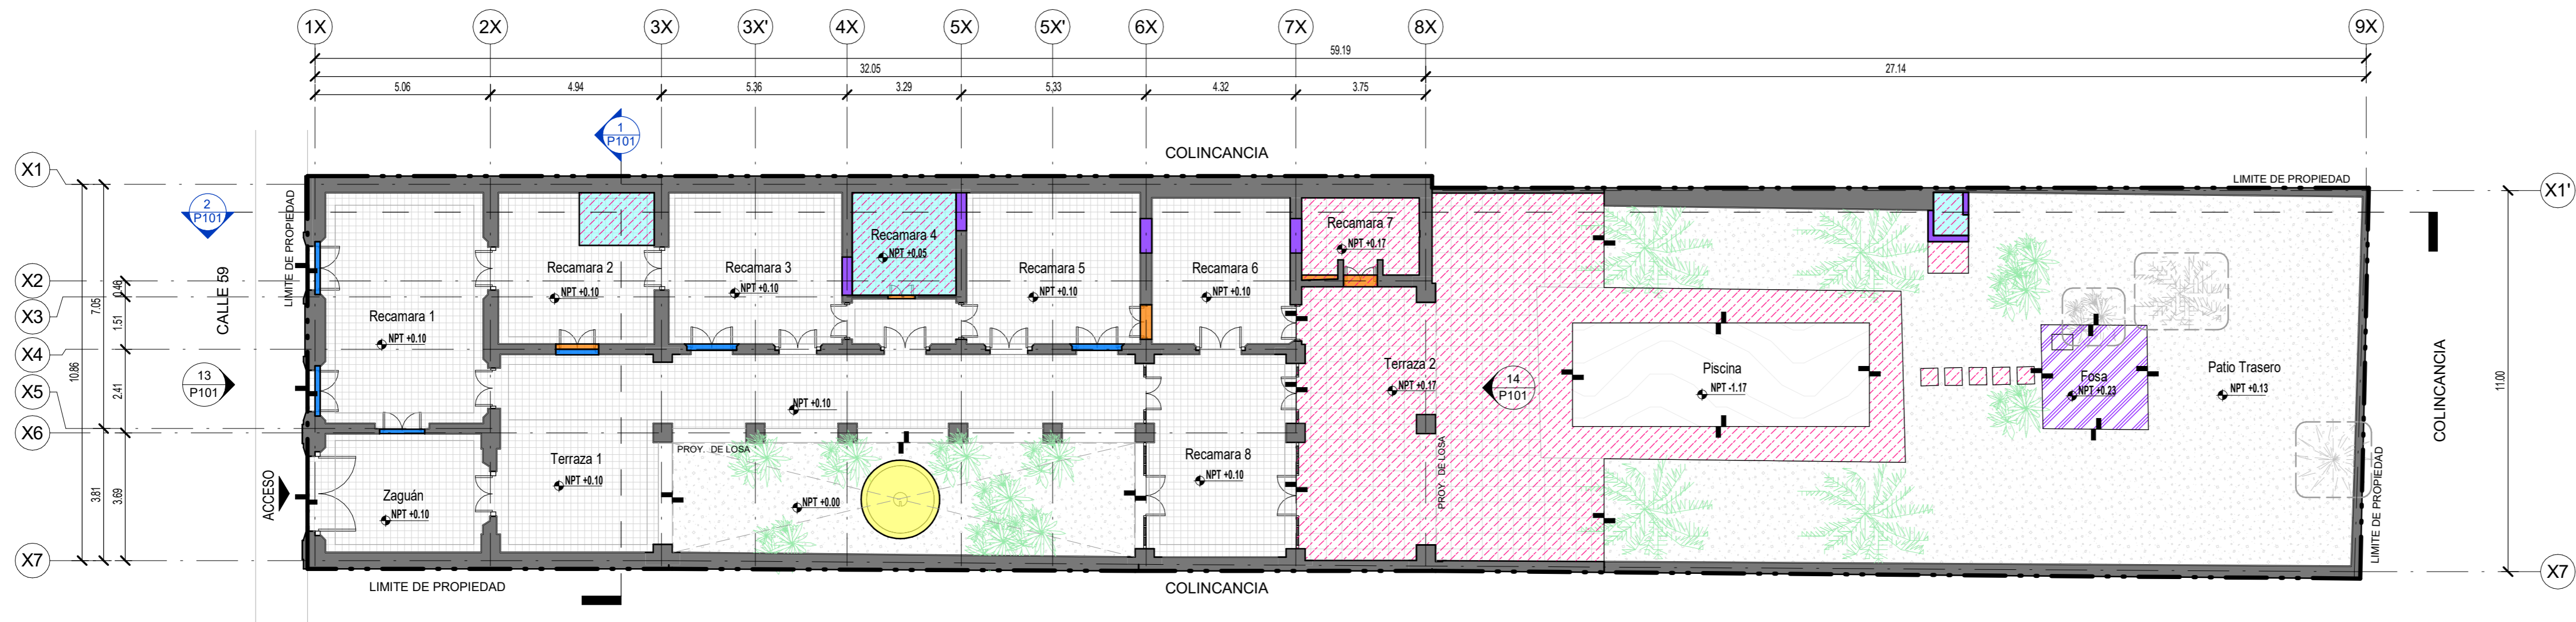 1X 2X 3X 3X' 4X 5X 5X' 6X 7X 8X 9X
59.19
32.05 27.14
5.06 4.94 5.36 3.29 5.33 4.32 3.75
1
P101
COLINCANCIA
X1
X1'
LIMITE DE PROPIEDAD
2
P101
LIMITE DE PROPIEDAD
CALLE 59
X2
X3
X4
X5
X6
X7
10.86
7.05
3.81
0.46
1.51
2.41
3.69
13
P101
ACCESO
Recamara 1
NPT +0.10
Recamara 2
NPT +0.10
Recamara 3
NPT +0.10
Recamara 4
NPT +0.05
Recamara 5
NPT +0.10
Recamara 6
NPT +0.10
Recamara 7
NPT +0.17
Terraza 2
NPT +0.17
14
P101
Piscina
NPT -1.17
Fosa
NPT +0.23
Patio Trasero
NPT +0.13
COLINCANCIA
11.00
NPT +0.10
PROY. DE LOSA
PROY. DE LOSA
Zaguán
NPT +0.10
Terraza 1
NPT +0.10
NPT +0.00
Recamara 8
NPT +0.10
LIMITE DE PROPIEDAD
X7
LIMITE DE PROPIEDAD
COLINCANCIA